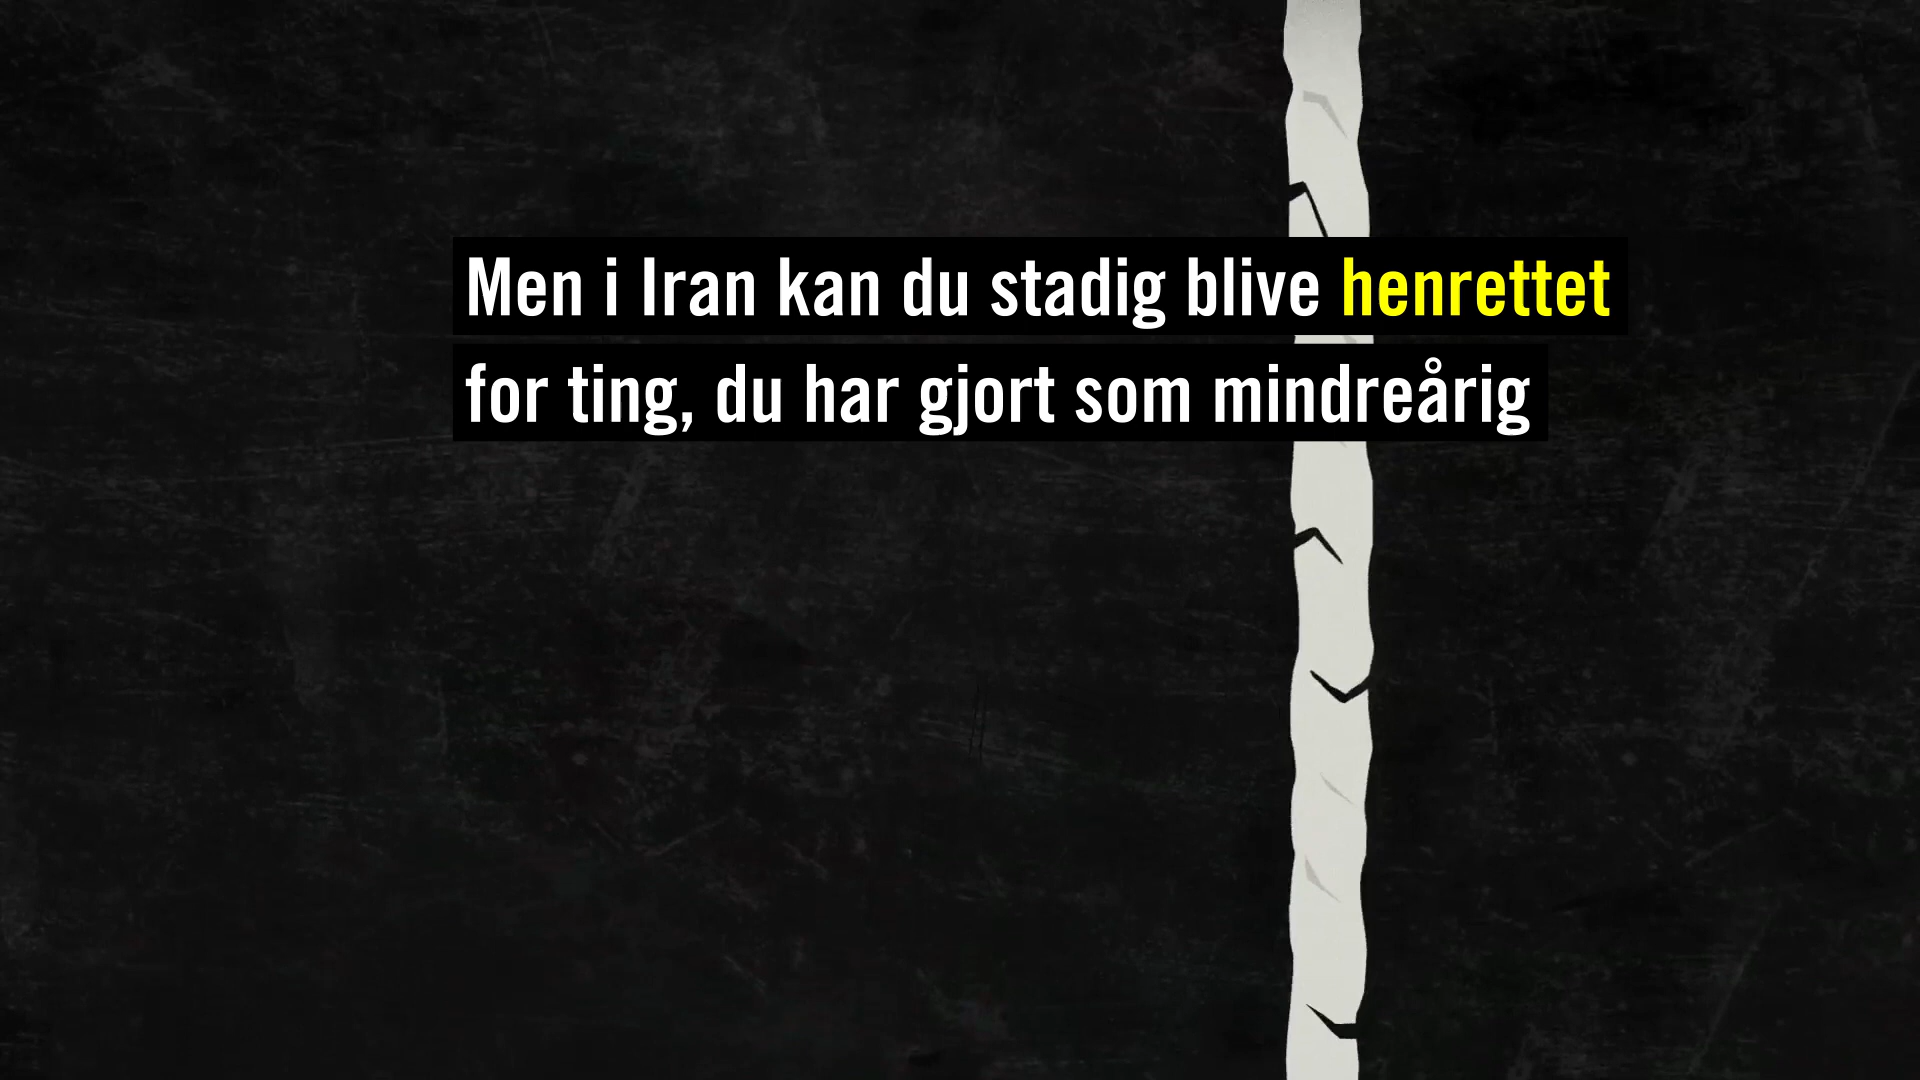 Men i Iran kan du stadig blive henrettet
for ting, du har gjort som mindreårig